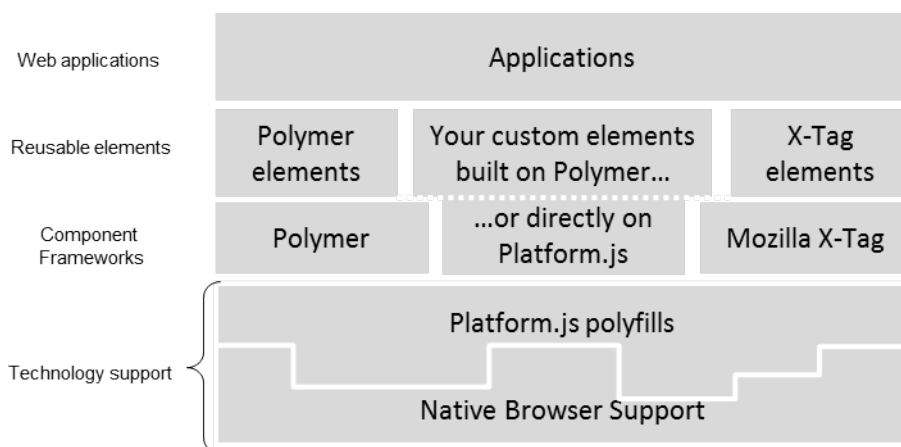 Web applications
Applications
Reusable elements
Polymer
elements
Your custom elements
built on Polymer…
X-Tag
elements
Component
Frameworks
Polymer
…or directly on
Platform.js
Mozilla X-Tag
Technology support
Platform.js polyfills
Native Browser Support